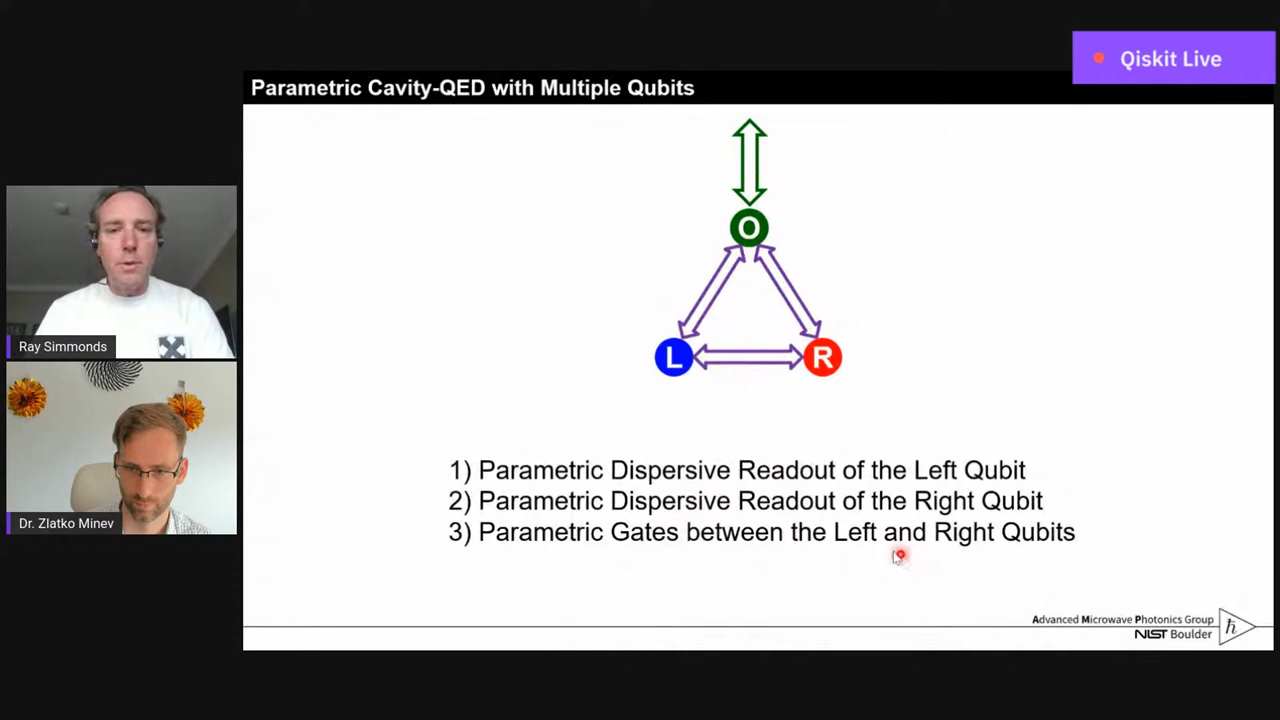 Qiskit Live
Parametric Cavity-QED with Multiple Qubits
O
L
R
Ray Simmonds
Dr. Zlatko Minev
1) Parametric Dispersive Readout of the Left Qubit
2) Parametric Dispersive Readout of the Right Qubit
3) Parametric Gates between the Left and Right Qubits
Advanced Microwave Photonics Group
NIST Boulder
ħ